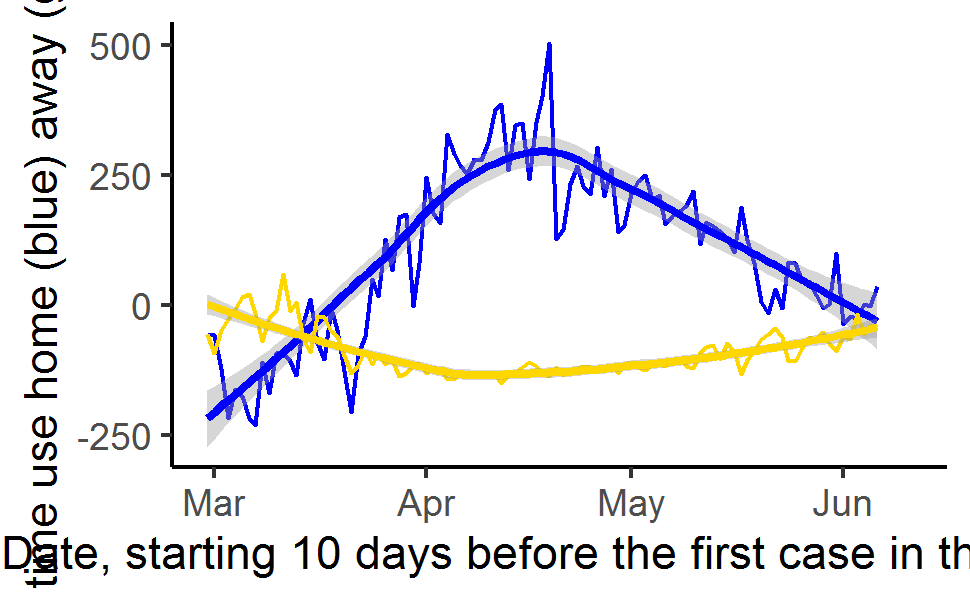 time use home (blue) away (
500
250
0
-250
Mar Apr May Jun
Date, starting 10 days before the first case in th